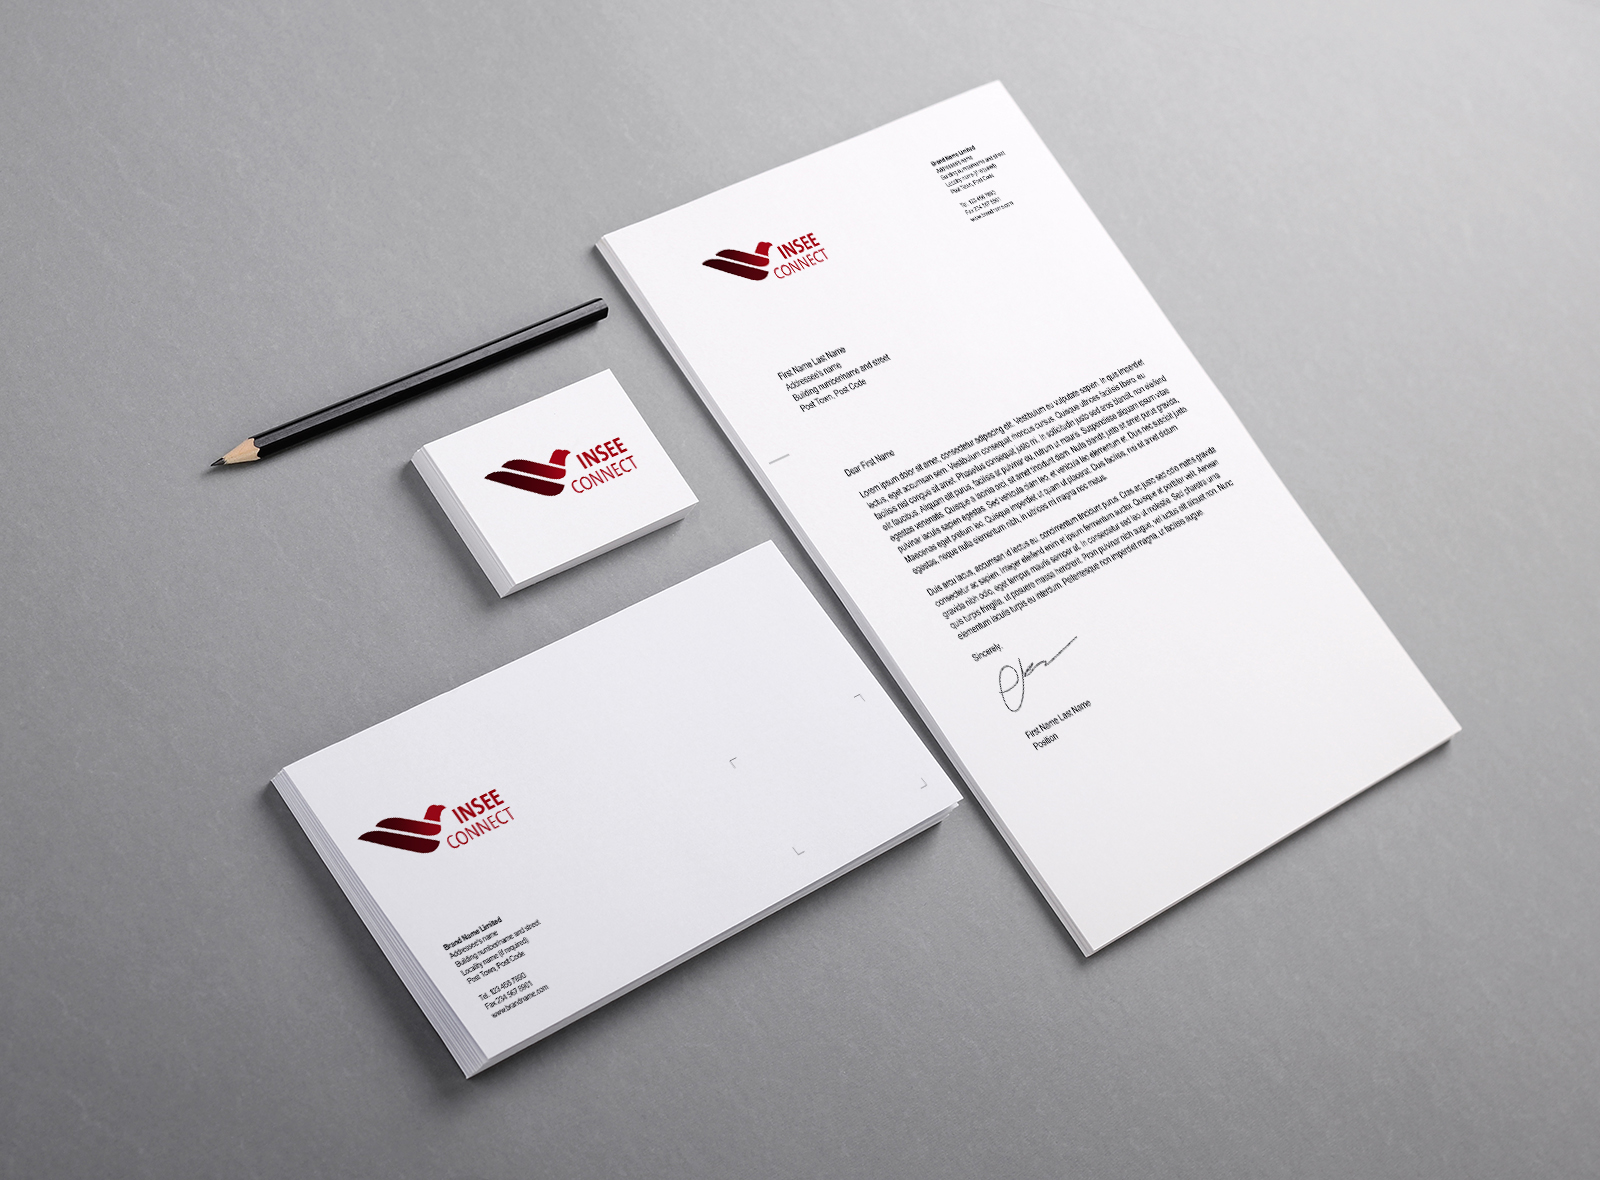 Brand Name Limited
Addressee's name
Building number/name and street
Locality name (if required)
Post Town, Post Code
Tel. 123 456 7890
Fax 234 567 8901
www.brandname.com
INSEE
CONNECT
First Name Last Name
Addressee's name
Building number/name and street
Post Town, Post Code
Dear First Name
Lorem ipsum dolor sit amet, consectetur adipiscing elit. Vestibulum eu vulputate sapien. In quis imperdiet
lectus, eget accumsan sem. Vestibulum consequat rhoncus cursus. Quisque ultrices facilisis libero, eu
facilisis nisl congue sit amet. Phasellus consequat, justo mi. In sollicitudin justo sed eros blandit, non eleifend
elit faucibus. Aliquam elit purus, facilisis at pulvinar eu, rutrum ut mauris. Suspendisse aliquam ipsum vitae
egestas venenatis. Quisque a lacinia orci, sit amet tincidunt diam. Nulla blandit, justo sit amet purus gravida,
pulvinar iaculis sapien egestas. Sed vehicula diam leo, et vehicula leo elementum et. Duis nec suscipit justo.
Maecenas eget pretium leo. Quisque imperdiet ut quam ut placerat. Duis facilisis, nisi sit amet dictum
egestas, neque nulla elementum nibh, in ultrices mi magna nec metus.
Duis arcu lacus, accumsan id lectus eu, condimentum tincidunt purus. Cras ac justo sed odio mattis gravida
consectetur ac sapien. Integer eleifend enim et ipsum fermentum auctor. Quisque at porttitor velit. Aenean
gravida nibh odio, eget tempus mauris semper at. In consectetur sed leo ut molestie. Sed pharetra urna
quis turpis fringilla, ut posuere massa hendrerit. Proin pulvinar nibh augue, vel luctus elit aliquet non. Nunc
elementum iaculis turpis eu interdum. Pellentesque non imperdiet magna, ut facilisis augue.
Sincerely,
First Name Last Name
Position
INSEE
CONNECT
INSEE
CONNECT
Brand Name Limited
Addressee's name
Building number/name and street
Locality name (if required)
Post Town, Post Code
Tel. 123 456 7890
Fax 234 567 8901
www.brandname.com